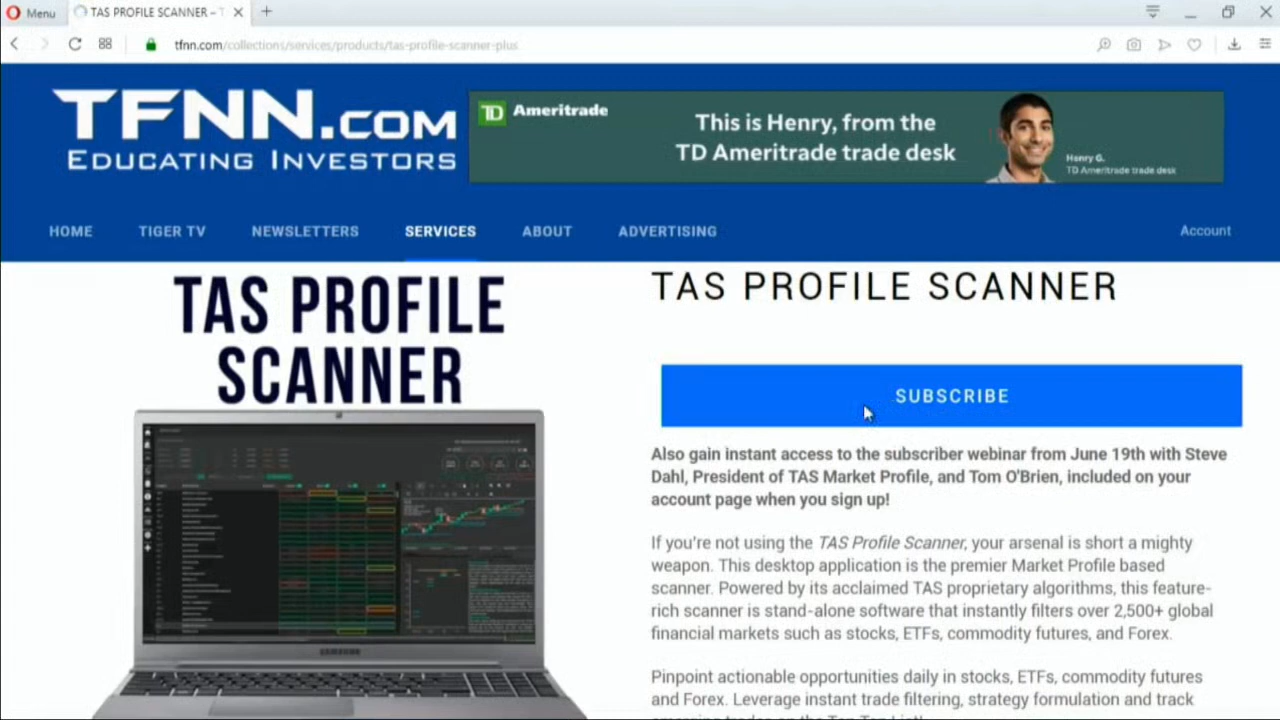 Menu
TAS PROFILE SCANNER – T
tfnn.com/collections/services/products/tas-profile-scanner-plus
TFNN.COM
EDUCATING INVESTORS
TD Ameritrade
This is Henry, from the
TD Ameritrade trade desk
Henry G.
TD Ameritrade trade desk
HOME TIGER TV NEWSLETTERS SERVICES ABOUT ADVERTISING Account
TAS PROFILE
SCANNER
SAMSUNG
TAS PROFILE SCANNER
SUBSCRIBE
Also gain instant access to the subscriber webinar from June 19th with Steve
Dahl, President of TAS Market Profile, and Tom O'Brien, included on your
account page when you sign up!
If you're not using the TAS Profile Scanner, your arsenal is short a mighty
weapon. This desktop application is the premier Market Profile based
scanner. Powered by its acclaimed TAS proprietary algorithms, this feature-
rich scanner is stand-alone software that instantly filters over 2,500+ global
financial markets such as stocks, ETFs, commodity futures, and Forex.
Pinpoint actionable opportunities daily in stocks, ETFs, commodity futures
and Forex. Leverage instant trade filtering, strategy formulation and track
emerging trades on the Top Ten List!